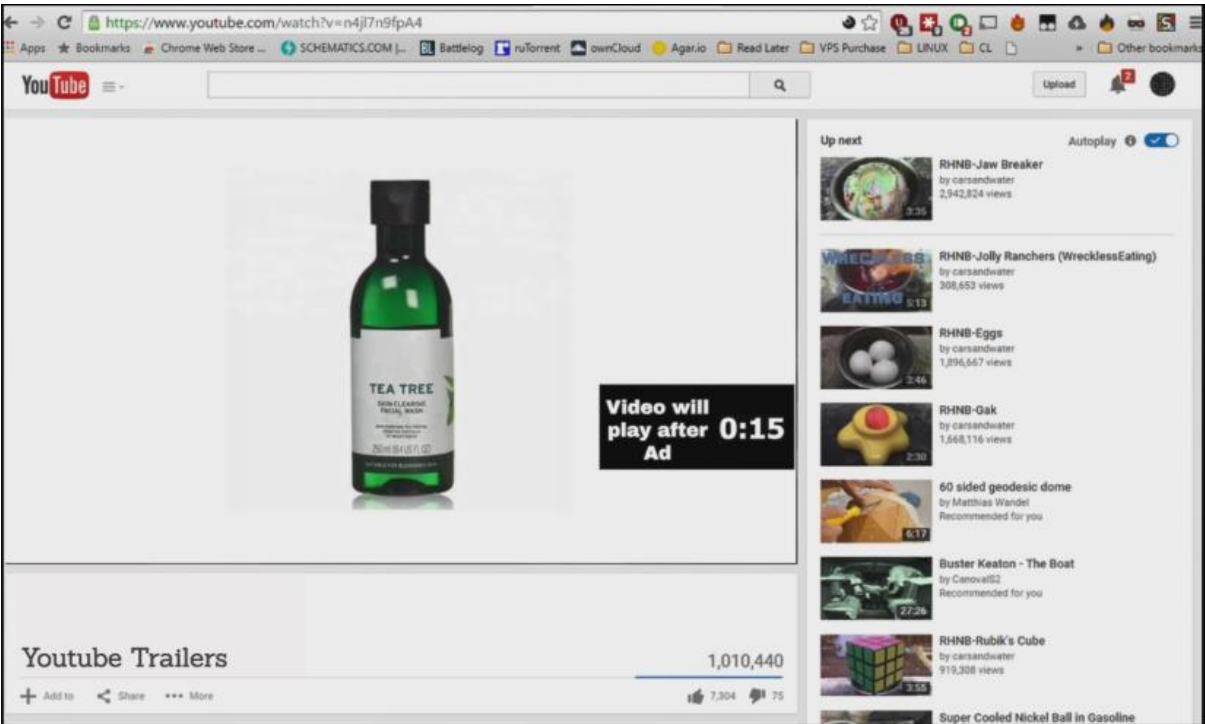 https://www.youtube.com/watch?v=n4jl7n9fpA4
Apps Bookmarks Chrome Web Store ... SCHEMATICS.COM |... Battlelog ruTorrent ownCloud Agar.io Read Later VPS Purchase LINUX CL » Other bookmarks
YouTube
Upload
2
TEA TREE
SKIN CLEARING
FACIAL WASH
Video will
play after 0:15
Ad
Youtube Trailers
1,010,440
Add to Share More
7,304 75
Up next Autoplay
RHNB-Jaw Breaker
by carsandwater
2,942,824 views
3:35
RHNB-Jolly Ranchers (WrecklessEating)
by carsandwater
308,653 views
WRECKLESS
EATING
5:13
RHNB-Eggs
by carsandwater
1,896,667 views
3:46
RHNB-Gak
by carsandwater
1,668,116 views
2:30
60 sided geodesic dome
by Matthias Wandel
Recommended for you
6:17
Buster Keaton - The Boat
by CanovalS2
Recommended for you
27:26
RHNB-Rubik's Cube
by carsandwater
919,308 views
3:55
Super Cooled Nickel Ball in Gasoline